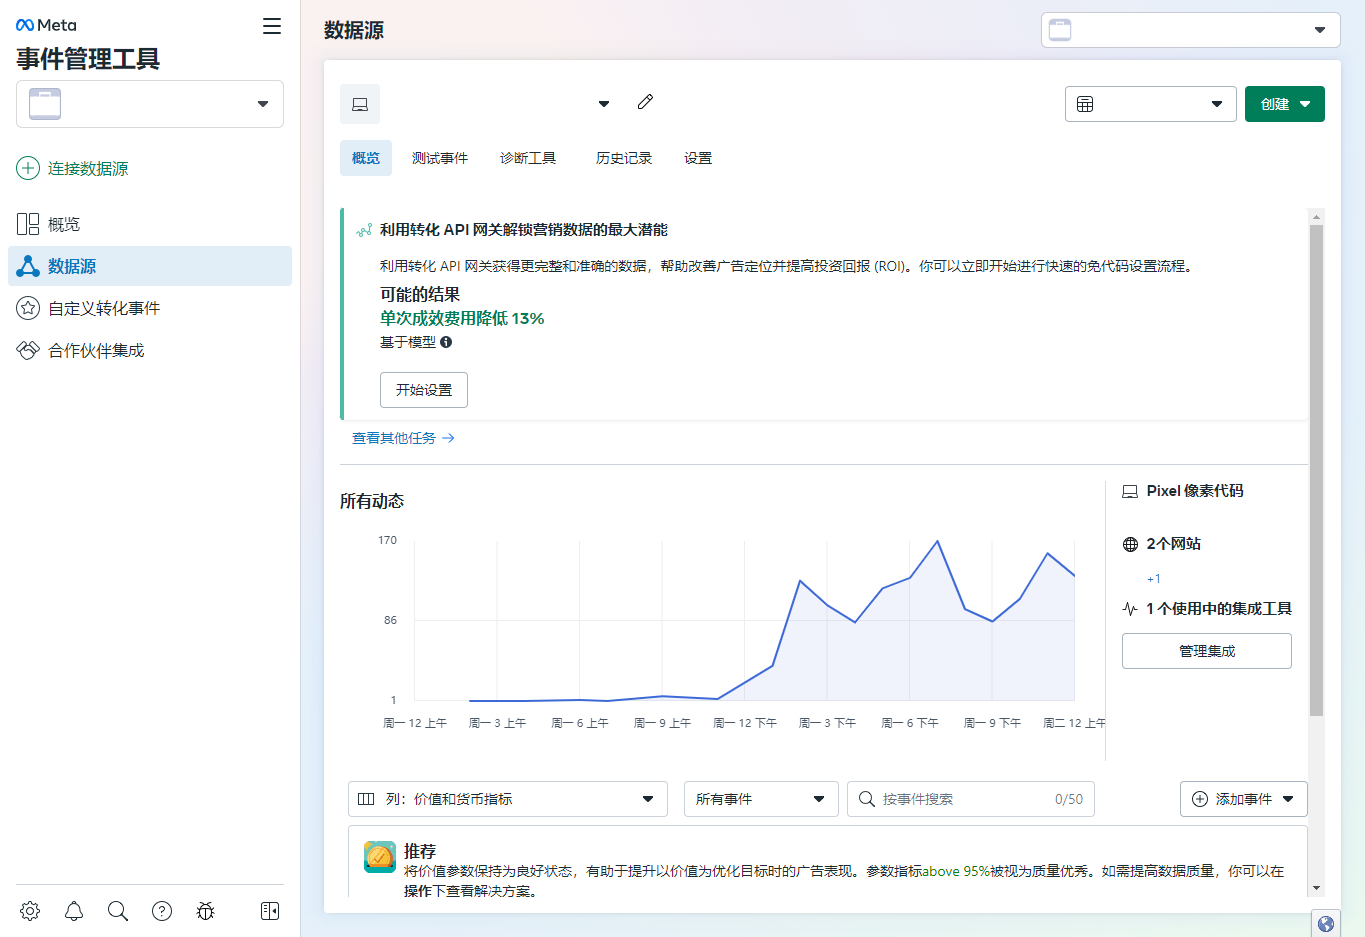 Meta
事件管理工具
连接数据源
概览
数据源
自定义转化事件
合作伙伴集成
数据源
创建
概览 测试事件 诊断工具 历史记录 设置
利用转化 API 网关解锁营销数据的最大潜能
利用转化 API 网关获得更完整和准确的数据，帮助改善广告定位并提高投资回报 (ROI)。你可以立即开始进行快速的免代码设置流程。
可能的结果
单次成效费用降低 13%
基于模型
开始设置
查看其他任务
所有动态
170
86
1
周一 12 上午 周一 3 上午 周一 6 上午 周一 9 上午 周一 12 下午 周一 3 下午 周一 6 下午 周一 9 下午 周二 12 上午
Pixel 像素代码
2个网站
+1
1 个使用中的集成工具
管理集成
列：价值和货币指标 所有事件 按事件搜索 0/50 添加事件
推荐
将价值参数保持为良好状态，有助于提升以价值为优化目标时的广告表现。参数指标above 95%被视为质量优秀。如需提高数据质量，你可以在
操作下查看解决方案。